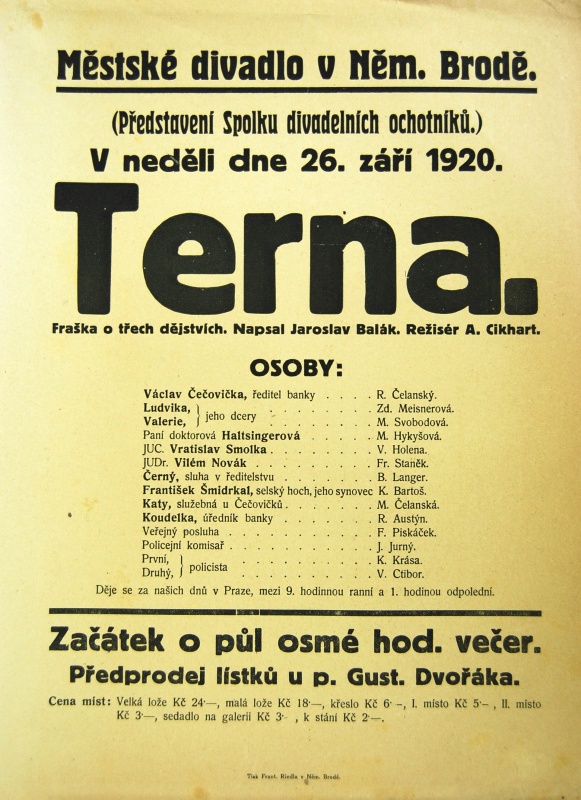 Městské divadlo v Něm. Brodě.
(Představení Spolku divadelních ochotníků.)
V neděli dne 26. září 1920.
Terna.
Fraška o třech dějstvích. Napsal Jaroslav Balák. Režisér A. Cikhart.
OSOBY:
Václav Čečovička, ředitel banky . . . . R. Čelanský.
Ludvika, } jeho dcery . . . . . . . . Zd. Meisnerová.
Valerie, } . . . . . . . . M. Svobodová.
Paní doktorová Haltsingerová . . . . . M. Hykyšová.
JUC. Vratislav Smolka . . . . . . . . V. Holena.
JUDr. Vilém Novák . . . . . . . . . Fr. Staněk.
Černý, sluha v ředitelstvu . . . . . . . B. Langer.
František Šmidrkal, selský hoch, jeho synovec K. Bartoš.
Katy, služebná u Čečovičků . . . . . . M. Čelanská.
Koudelka, úředník banky . . . . . . . R. Austýn.
Veřejný posluha . . . . . . . . . . F. Piskáček.
Policejní komisař . . . . . . . . . . J. Jurný.
První, } policista . . . . . . . . . K. Krása.
Druhý, } . . . . . . . . . V. Ctibor.
Děje se za našich dnů v Praze, mezi 9. hodinnou ranní a 1. hodinou odpolední.
Začátek o půl osmé hod. večer.
Předprodej lístků u p. Gust. Dvořáka.
Cena míst: Velká lože Kč 24·—, malá lože Kč 18·—, křeslo Kč 6·–, I. místo Kč 5·–, II. místo
Kč 3·—, sedadlo na galerii Kč 3·–, k stání Kč 2·—.
Tisk Frant. Riedla v Něm. Brodě.